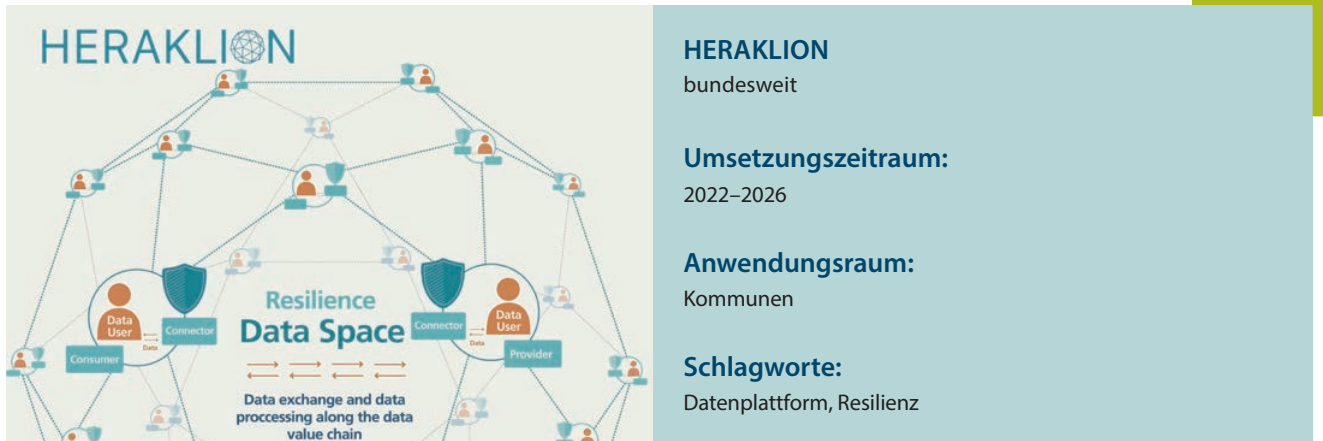 HERAKLION
Resilience
Data Space
Data User
Data
Connector
Consumer
Connector
Data
Data User
Provider
Data exchange and data
proccessing along the data
value chain
HERAKLION
bundesweit
Umsetzungszeitraum:
2022–2026
Anwendungsraum:
Kommunen
Schlagworte:
Datenplattform, Resilienz